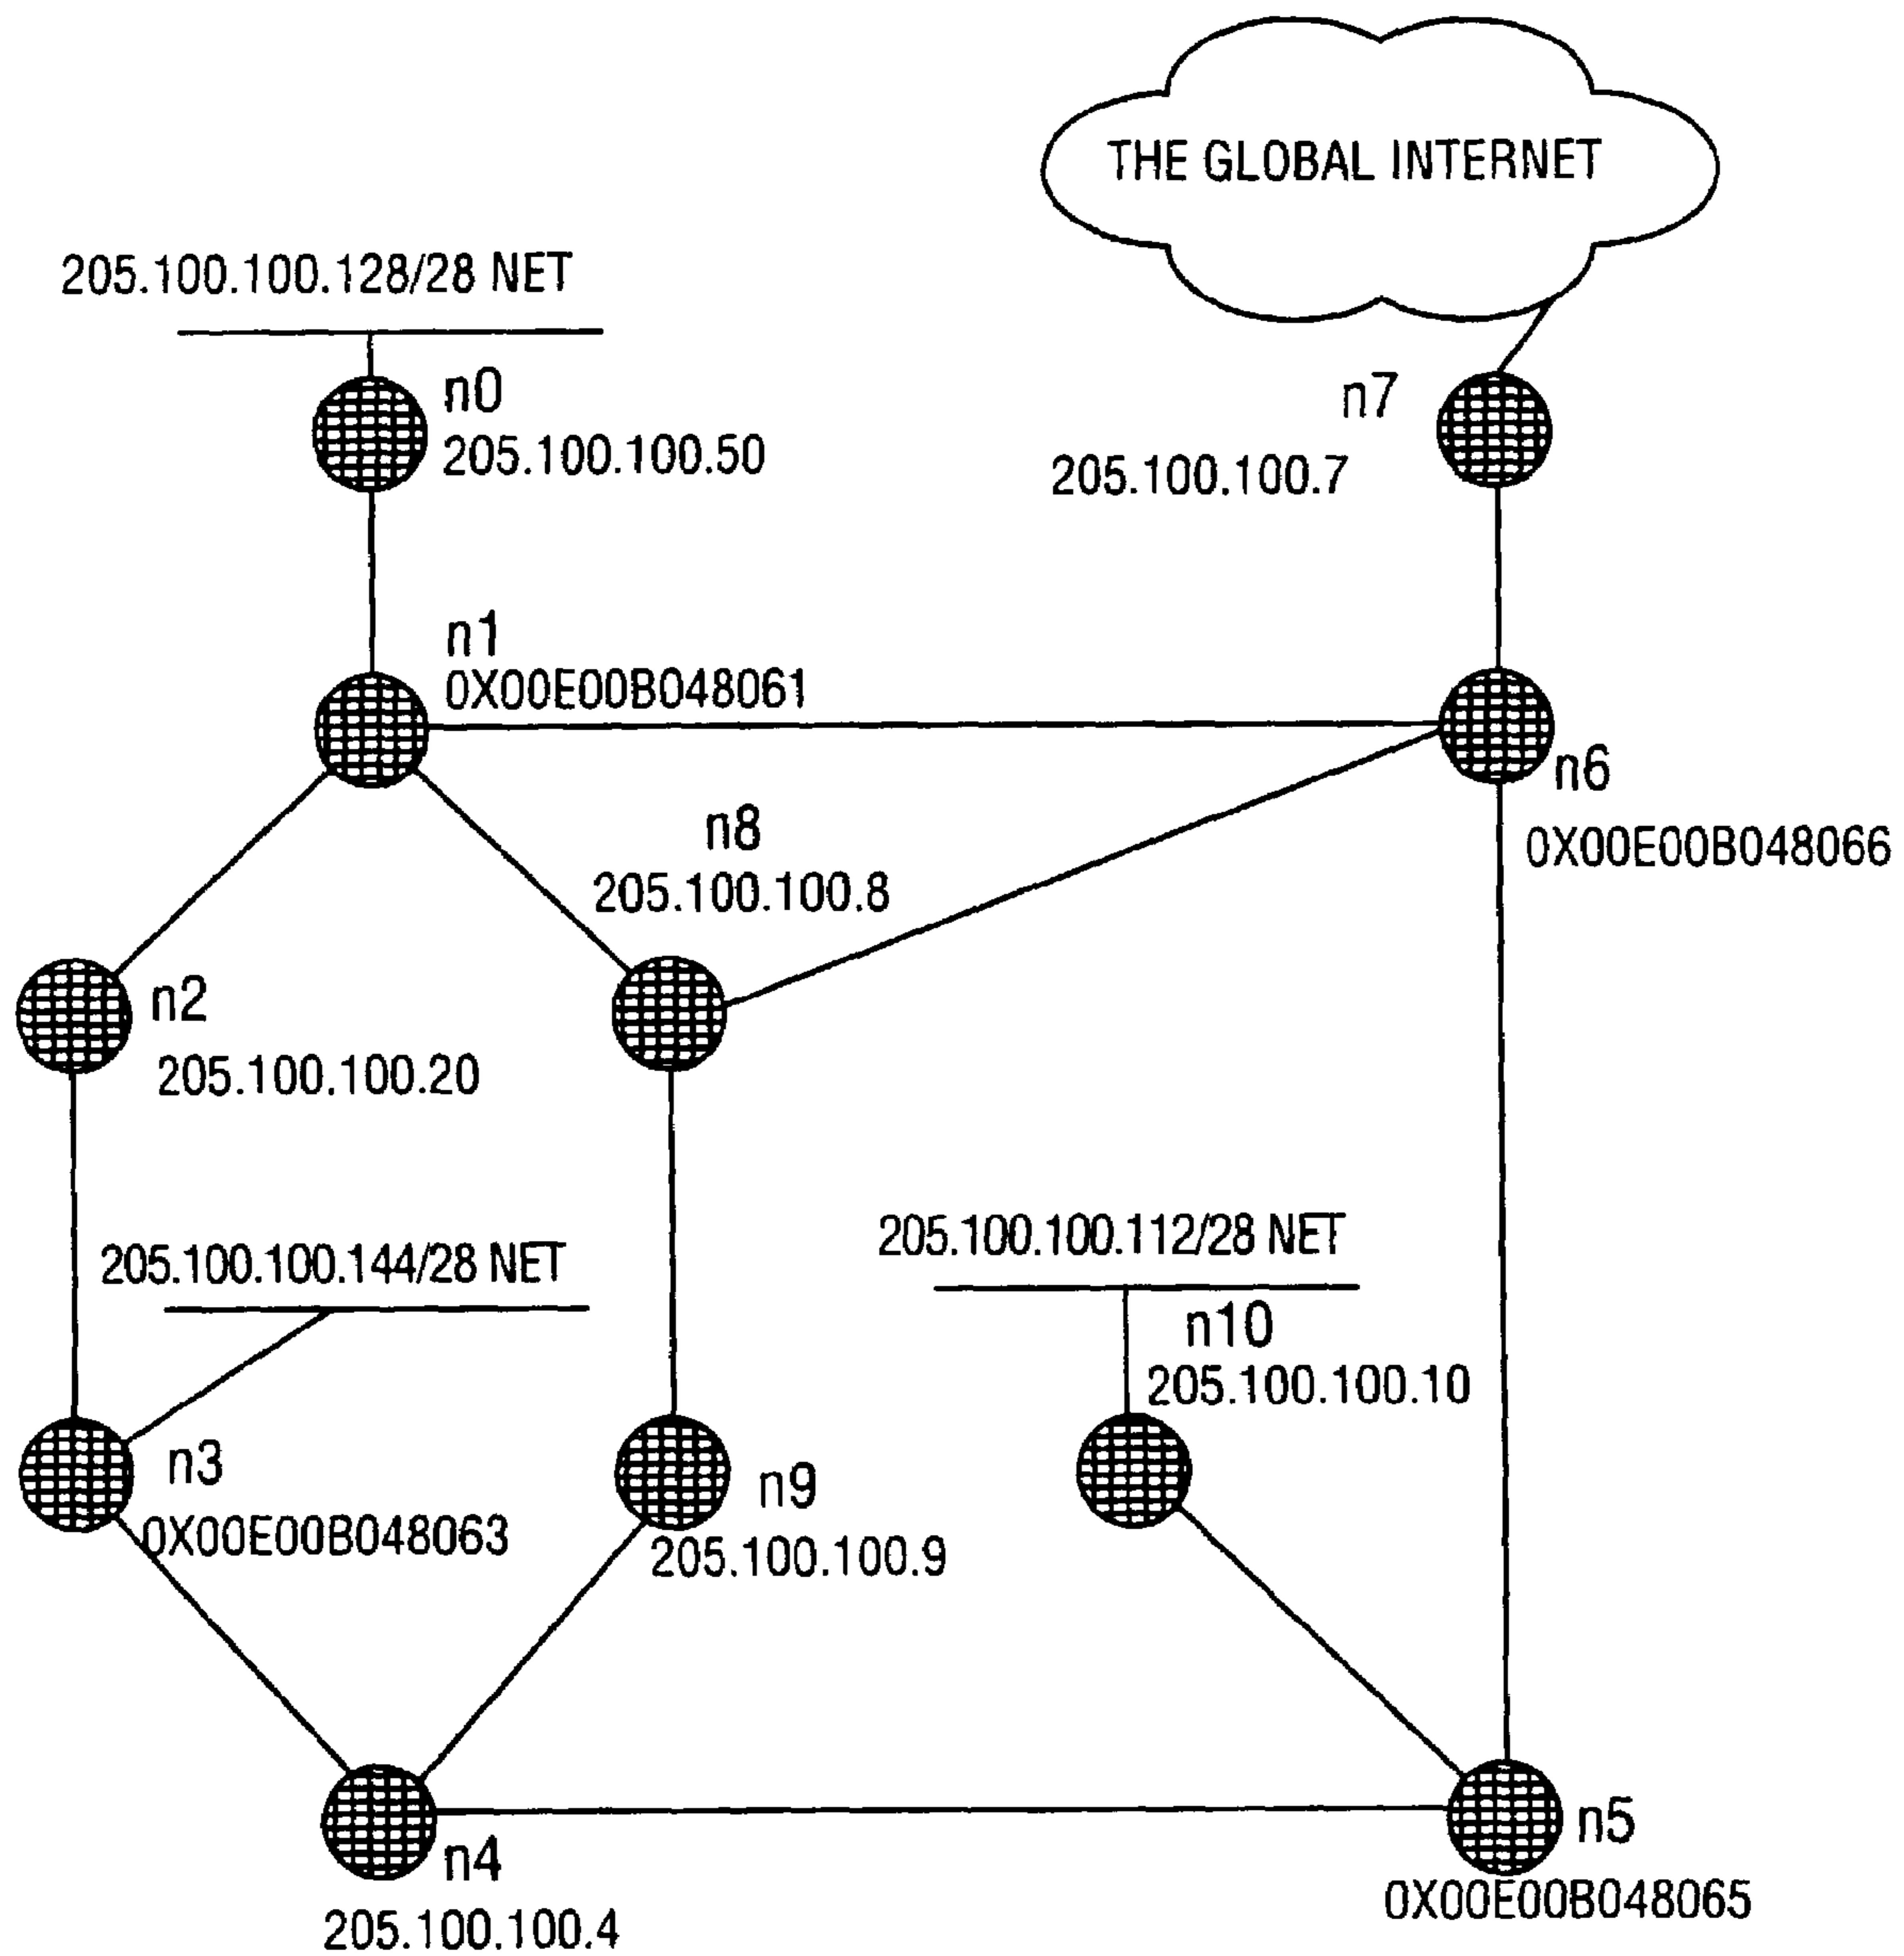 THE GLOBAL INTERNET
205.100.100.128/28 NET
n0
205.100.100.50
n7
205.100.100.7
n1
0X00E00B048061
n6
0X00E00B048066
n8
205.100.100.8
n2
205.100.100.20
205.100.100.144/28 NET
205.100.100.112/28 NET
n10
205.100.100.10
n3
0X00E00B048063
n9
205.100.100.9
n4
205.100.100.4
n5
0X00E00B048065